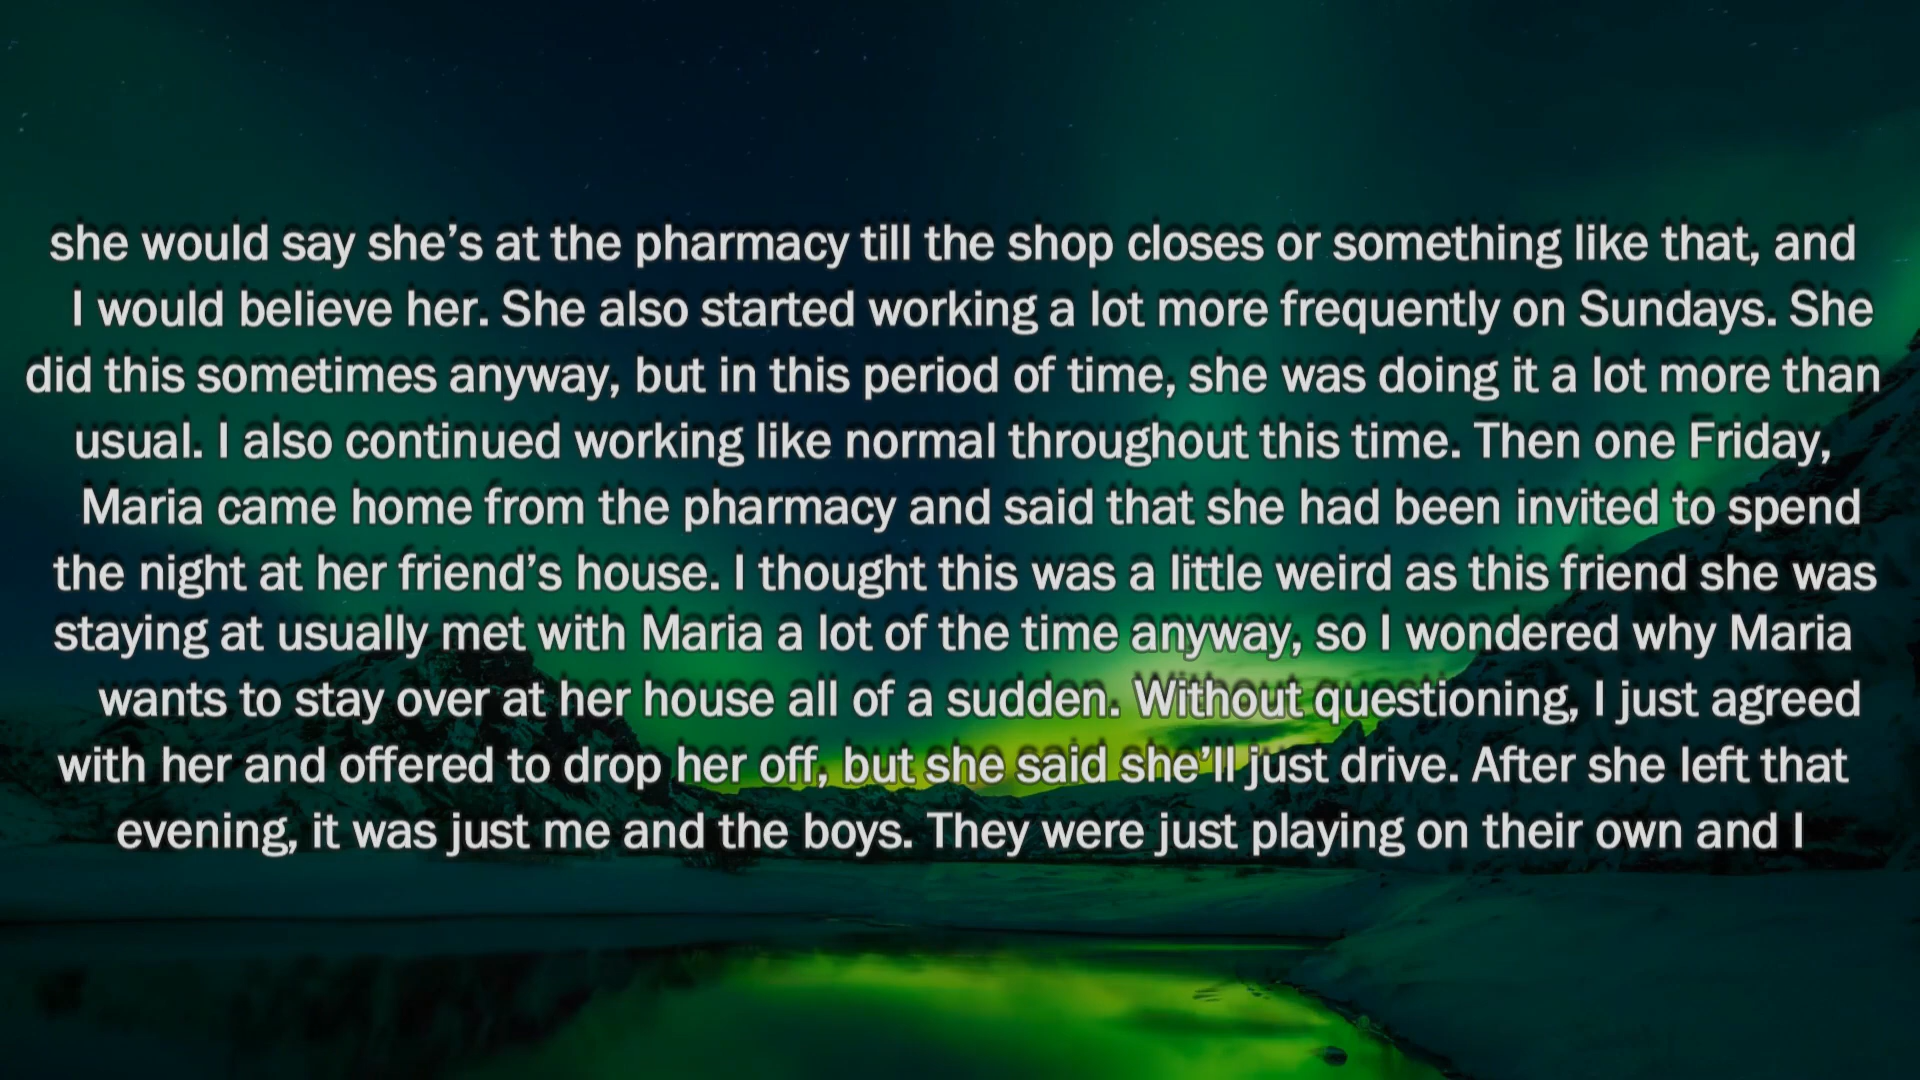 she would say she’s at the pharmacy till the shop closes or something like that, and
I would believe her. She also started working a lot more frequently on Sundays. She
did this sometimes anyway, but in this period of time, she was doing it a lot more than
usual. I also continued working like normal throughout this time. Then one Friday,
Maria came home from the pharmacy and said that she had been invited to spend
the night at her friend’s house. I thought this was a little weird as this friend she was
staying at usually met with Maria a lot of the time anyway, so I wondered why Maria
wants to stay over at her house all of a sudden. Without questioning, I just agreed
with her and offered to drop her off, but she said she’ll just drive. After she left that
evening, it was just me and the boys. They were just playing on their own and I